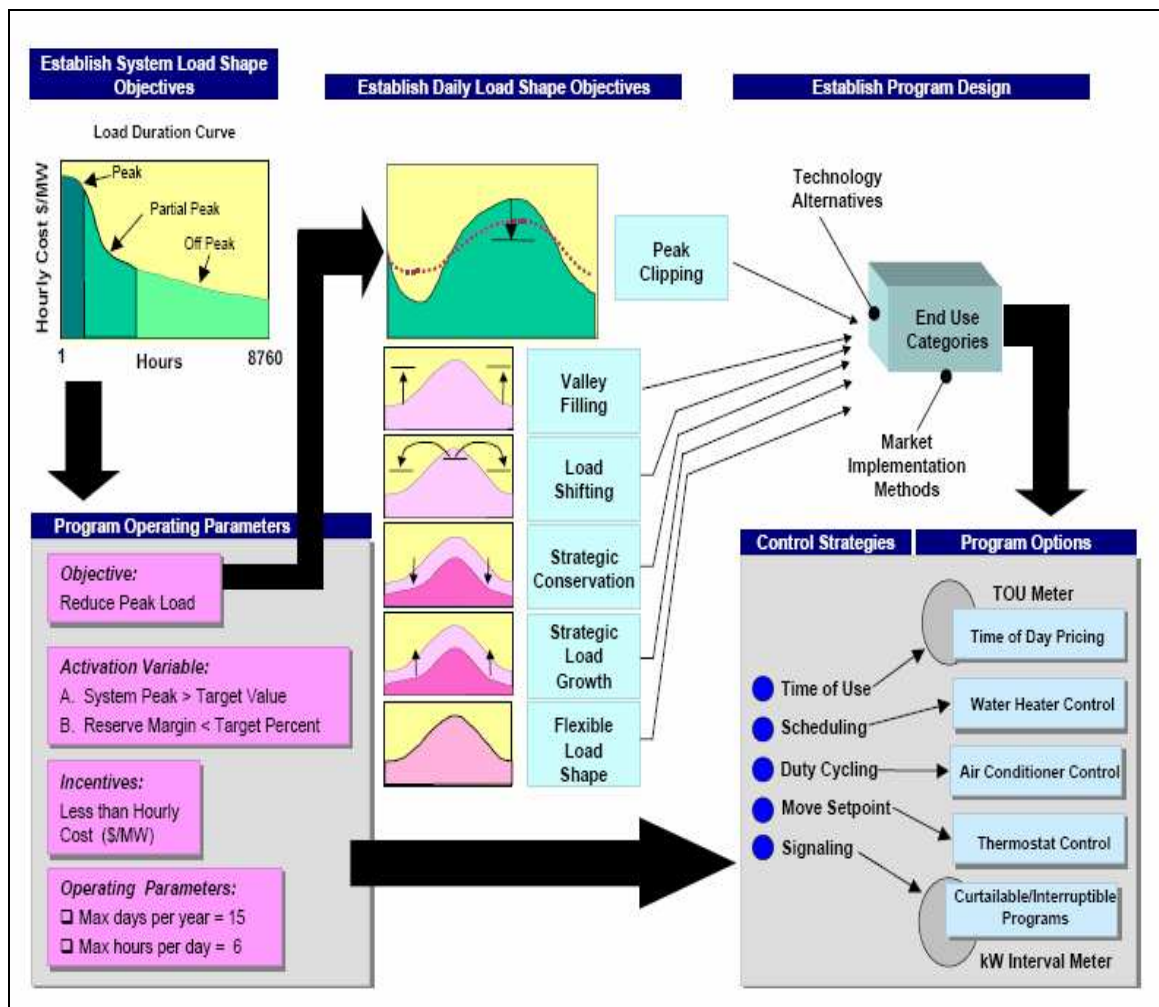 Establish System Load Shape
Objectives
Load Duration Curve
Hourly Cost $/MW
Peak
Partial Peak
Off Peak
1
Hours
8760
Establish Daily Load Shape Objectives
Peak
Clipping
Valley
Filling
Load
Shifting
Strategic
Conservation
Strategic
Load
Growth
Flexible
Load
Shape
Establish Program Design
Technology
Alternatives
End Use
Categories
Market
Implementation
Methods
Program Operating Parameters
Objective:
Reduce Peak Load
Activation Variable:
A. System Peak > Target Value
B. Reserve Margin < Target Percent
Incentives:
Less than Hourly
Cost ($/MW)
Operating Parameters:
❑ Max days per year = 15
❑ Max hours per day = 6
Control Strategies
Time of Use
Scheduling
Duty Cycling
Move Setpoint
Signaling
Program Options
TOU Meter
Time of Day Pricing
Water Heater Control
Air Conditioner Control
Thermostat Control
Curtailable/Interruptible
Programs
kW Interval Meter